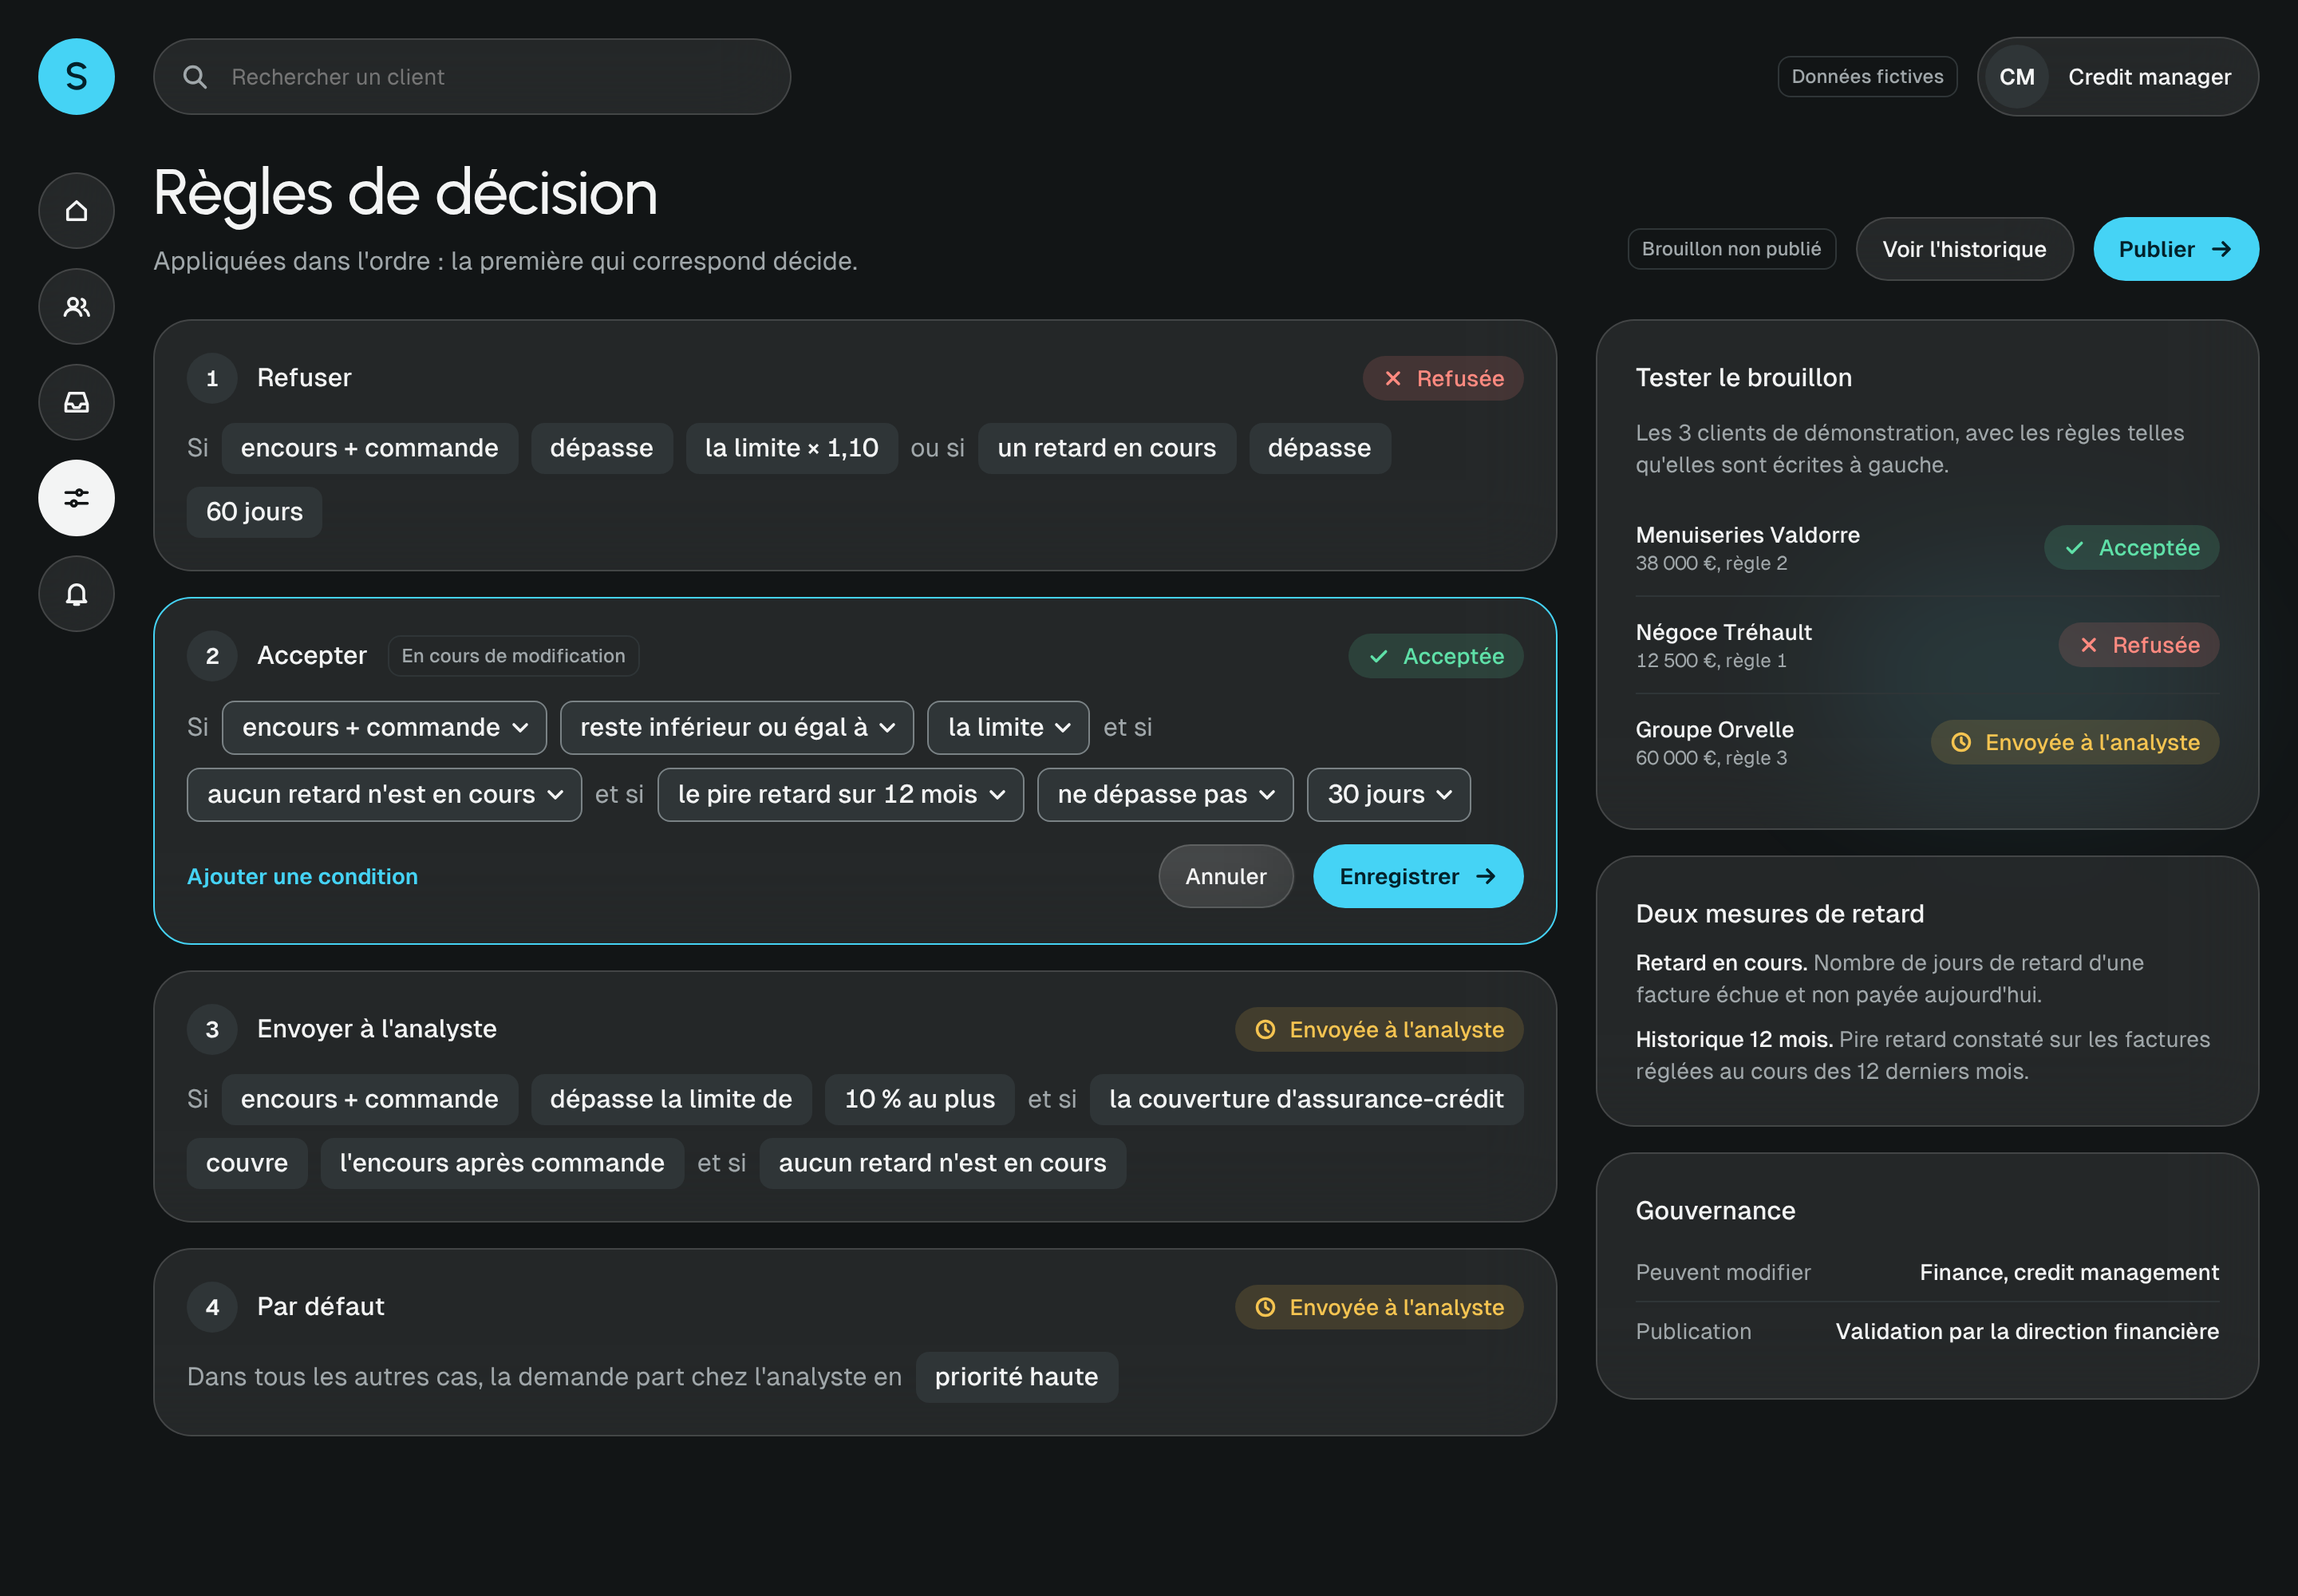 S
Rechercher un client
Données fictives
CM
Credit manager
Règles de décision
Appliquées dans l'ordre : la première qui correspond décide.
Brouillon non publié
Voir l'historique
Publier
1
Refuser
Refusée
Si encours + commande dépasse la limite × 1,10 ou si un retard en cours dépasse
60 jours
2
Accepter
En cours de modification
Acceptée
Si encours + commande reste inférieur ou égal à la limite et si
aucun retard n'est en cours et si le pire retard sur 12 mois ne dépasse pas 30 jours
Ajouter une condition
Annuler
Enregistrer
3
Envoyer à l'analyste
Envoyée à l'analyste
Si encours + commande dépasse la limite de 10 % au plus et si la couverture d'assurance-crédit
couvre l'encours après commande et si aucun retard n'est en cours
4
Par défaut
Envoyée à l'analyste
Dans tous les autres cas, la demande part chez l'analyste en priorité haute
Tester le brouillon
Les 3 clients de démonstration, avec les règles telles
qu'elles sont écrites à gauche.
Menuiseries Valdorre
38 000 €, règle 2
Acceptée
Négoce Tréhault
12 500 €, règle 1
Refusée
Groupe Orvelle
60 000 €, règle 3
Envoyée à l'analyste
Deux mesures de retard
Retard en cours. Nombre de jours de retard d'une
facture échue et non payée aujourd'hui.
Historique 12 mois. Pire retard constaté sur les factures
réglées au cours des 12 derniers mois.
Gouvernance
Peuvent modifier
Finance, credit management
Publication
Validation par la direction financière